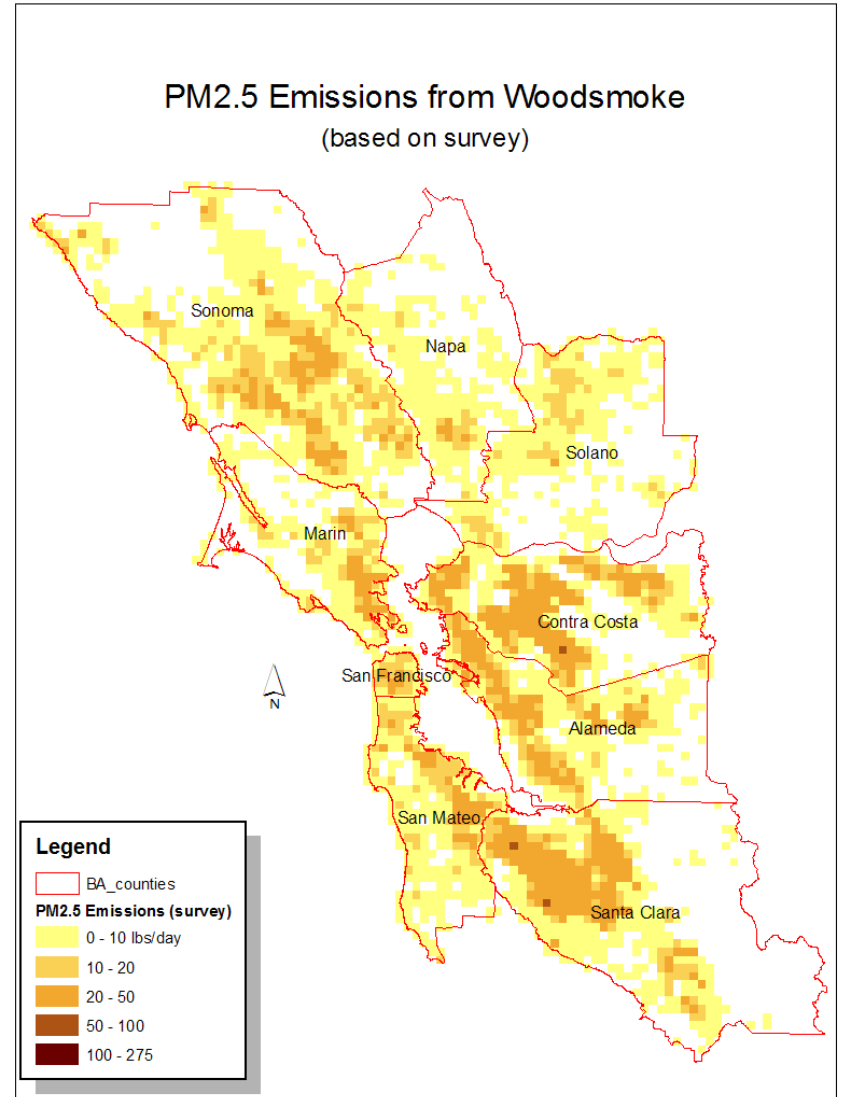 PM2.5 Emissions from Woodsmoke
(based on survey)
Sonoma
Napa
Solano
Marin
Contra Costa
San Francisco
N
Alameda
San Mateo
Santa Clara
Legend
BA_counties
PM2.5 Emissions (survey)
0 - 10 lbs/day
10 - 20
20 - 50
50 - 100
100 - 275